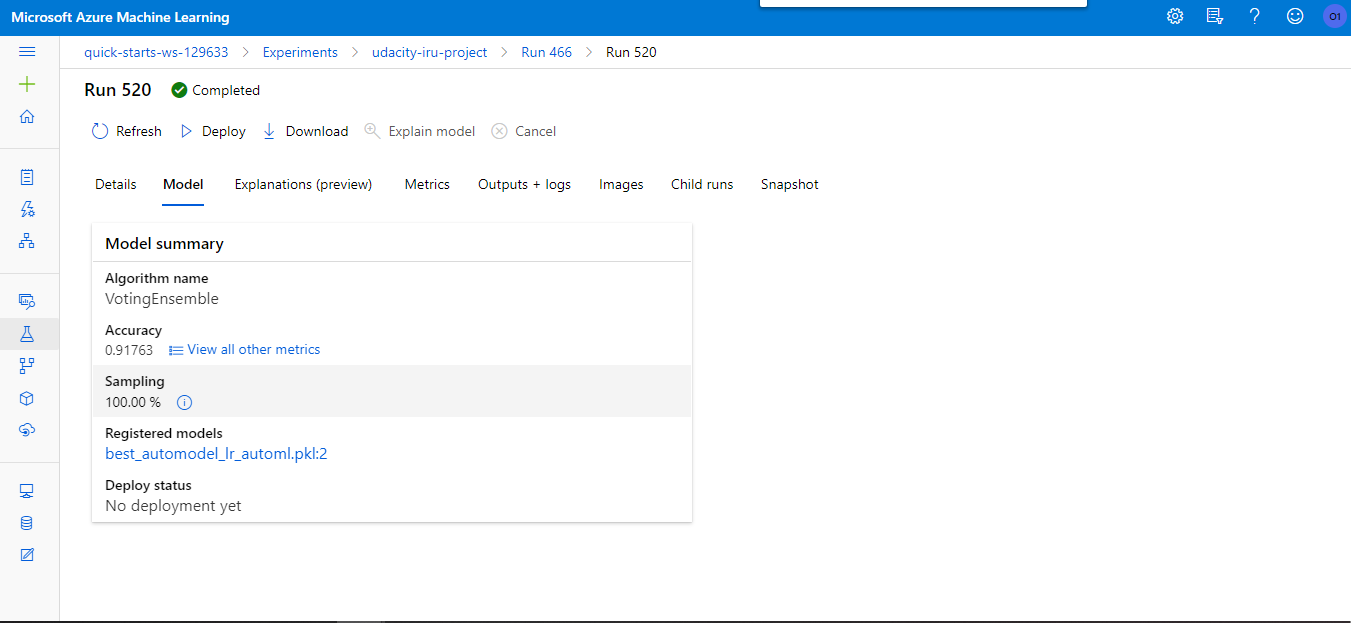 Microsoft Azure Machine Learning
O1
quick-starts-ws-129633 > Experiments > udacity-iru-project > Run 466 > Run 520
Run 520 Completed
Refresh Deploy Download Explain model Cancel
Details Model Explanations (preview) Metrics Outputs + logs Images Child runs Snapshot
Model summary
Algorithm name
VotingEnsemble
Accuracy
0.91763 View all other metrics
Sampling
100.00 %
Registered models
best_automodel_lr_automl.pkl:2
Deploy status
No deployment yet